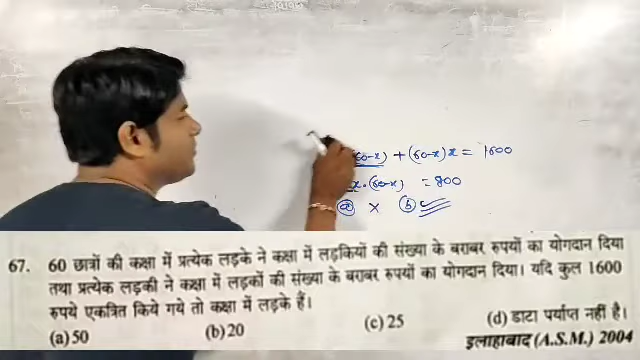 60-x) + (60-x)x = 1600
x·(60-x) = 800
(a) × (b) ✓
67. 60 छात्रों की कक्षा में प्रत्येक लड़के ने कक्षा में लड़कियों की संख्या के बराबर रुपयों का योगदान दिया
तथा प्रत्येक लड़की ने कक्षा में लड़कों की संख्या के बराबर रुपयों का योगदान दिया। यदि कुल 1600
रुपये एकत्रित किये गये तो कक्षा में लड़के हैं।
(a) 50 (b) 20 (c) 25 (d) डाटा पर्याप्त नहीं है।
इलाहाबाद (A.S.M.) 2004